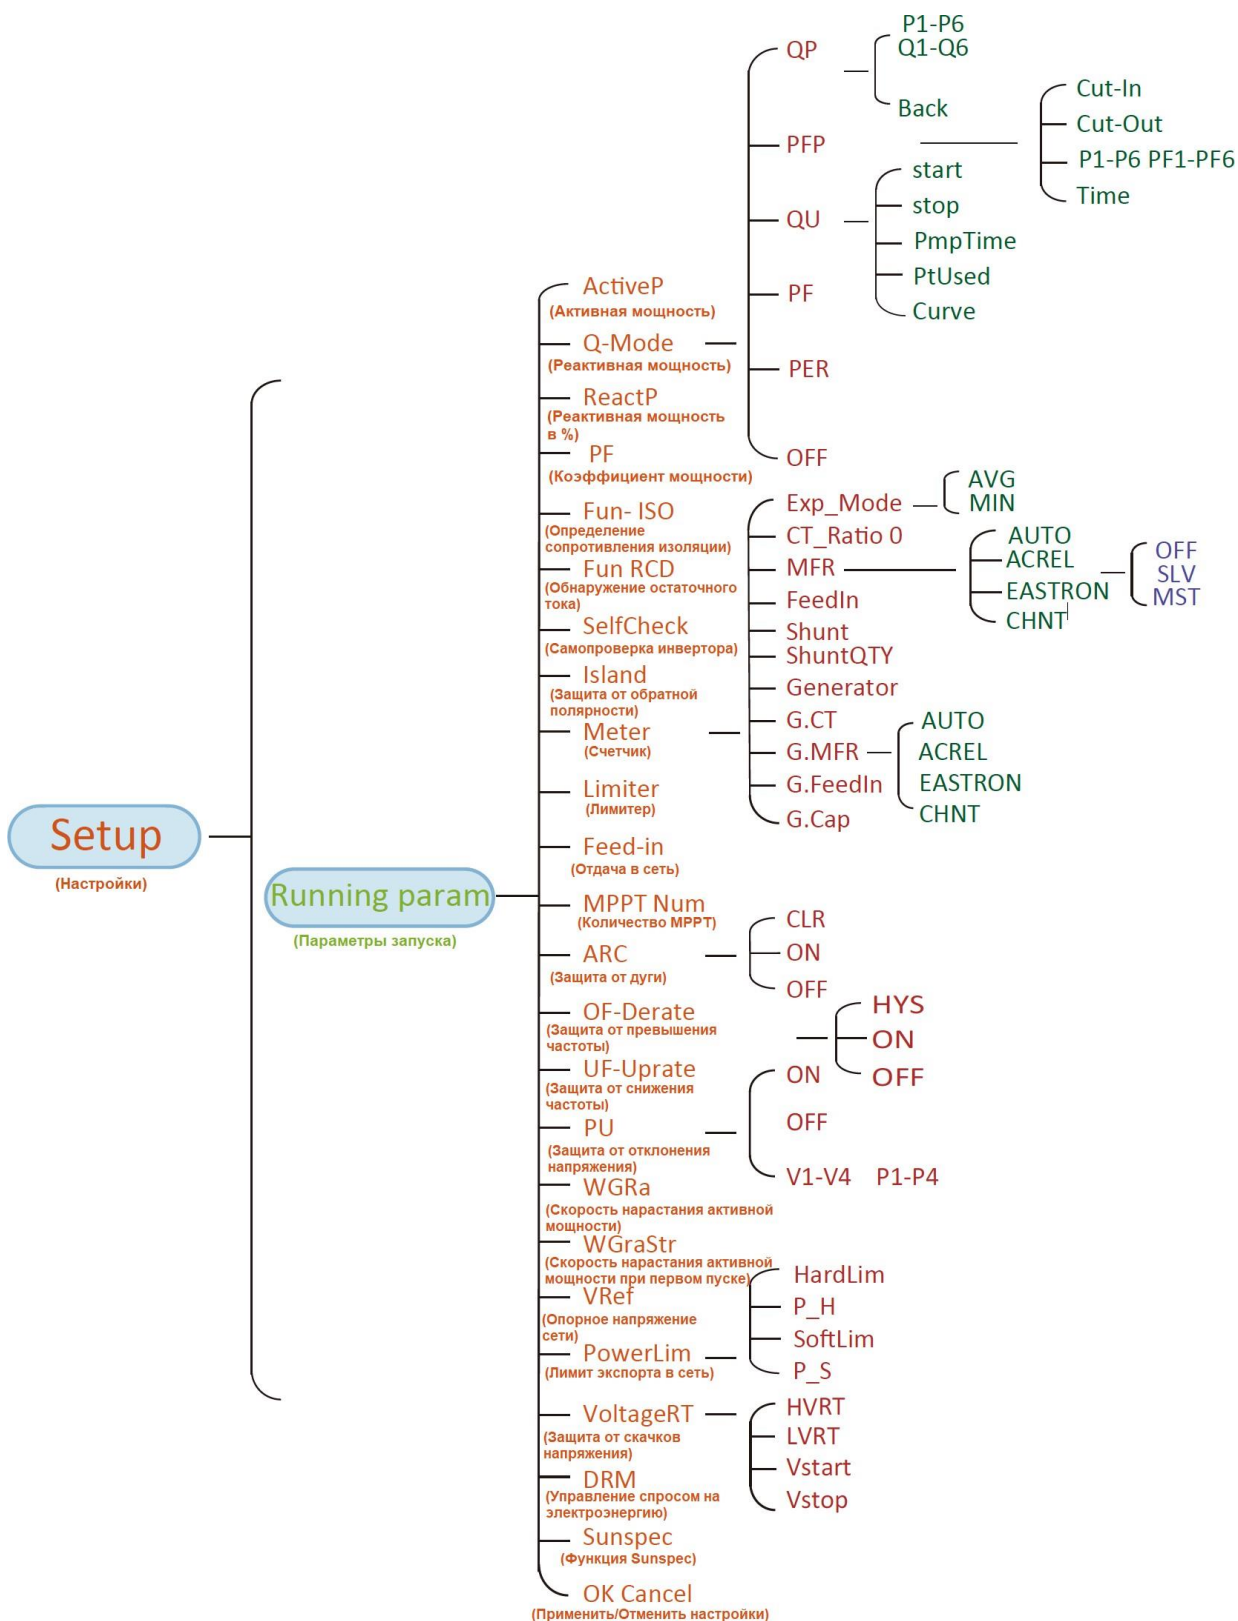 Setup
(Настройки)
Running param
(Параметры запуска)
ActiveP
(Активная мощность)
Q-Mode
(Реактивная мощность)
ReactP
(Реактивная мощность
в %)
PF
(Коэффициент мощности)
Fun- ISO
(Определение
сопротивления изоляции)
Fun RCD
(Обнаружение остаточного
тока)
SelfCheck
(Самопроверка инвертора)
Island
(Защита от обратной
полярности)
Meter
(Счетчик)
Limiter
(Лимитер)
Feed-in
(Отдача в сеть)
MPPT Num
(Количество MPPT)
ARC
(Защита от дуги)
OF-Derate
(Защита от превышения
частоты)
UF-Uprate
(Защита от снижения
частоты)
PU
(Защита от отклонения
напряжения)
WGRa
(Скорость нарастания активной
мощности)
WGraStr
(Скорость нарастания активной
мощности при первом пуске)
VRef
(Опорное напряжение
сети)
PowerLim
(Лимит экспорта в сеть)
VoltageRT
(Защита от скачков
напряжения)
DRM
(Управление спросом на
электроэнергию)
Sunspec
(Функция Sunspec)
OK Cancel
(Применить/Отменить настройки)
QP
PFP
QU
PF
PER
OFF
P1-P6
Q1-Q6
Back
Cut-In
Cut-Out
P1-P6 PF1-PF6
Time
start
stop
PmpTime
PtUsed
Curve
Exp_Mode
CT_Ratio 0
MFR
FeedIn
Shunt
ShuntQTY
Generator
G.CT
G.MFR
G.FeedIn
G.Cap
AVG
MIN
AUTO
ACREL
EASTRON
CHNT
OFF
SLV
MST
AUTO
ACREL
EASTRON
CHNT
CLR
ON
OFF
HYS
ON
OFF
ON
OFF
V1-V4 P1-P4
HardLim
P_H
SoftLim
P_S
HVRT
LVRT
Vstart
Vstop